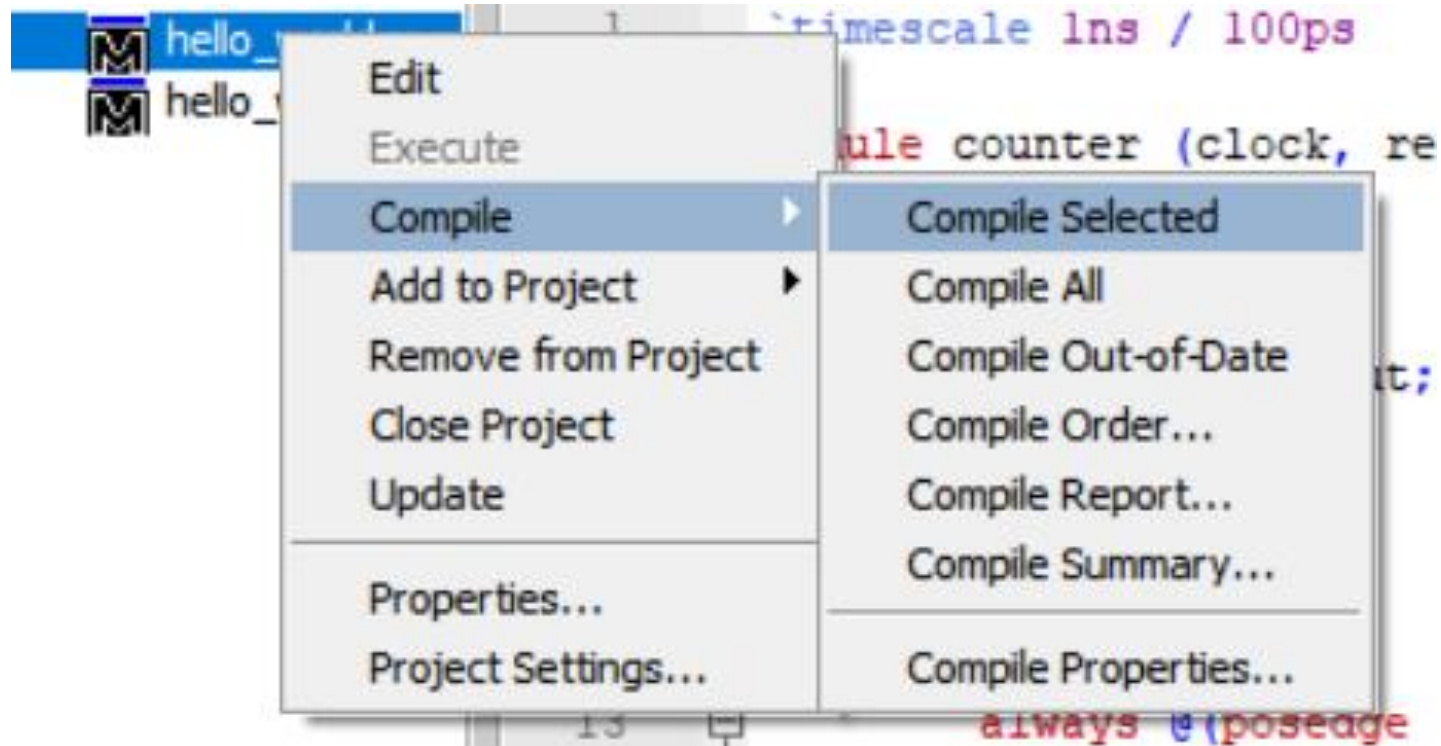 hello_
1 `timescale 1ns / 100ps
hello_
Edit
Execute
ule counter (clock, re
Compile
Add to Project
Remove from Project
Close Project
Update
Properties...
Project Settings...
Compile Selected
Compile All
Compile Out-of-Date
t;
Compile Order...
Compile Report...
Compile Summary...
Compile Properties...
13 always @(posedge